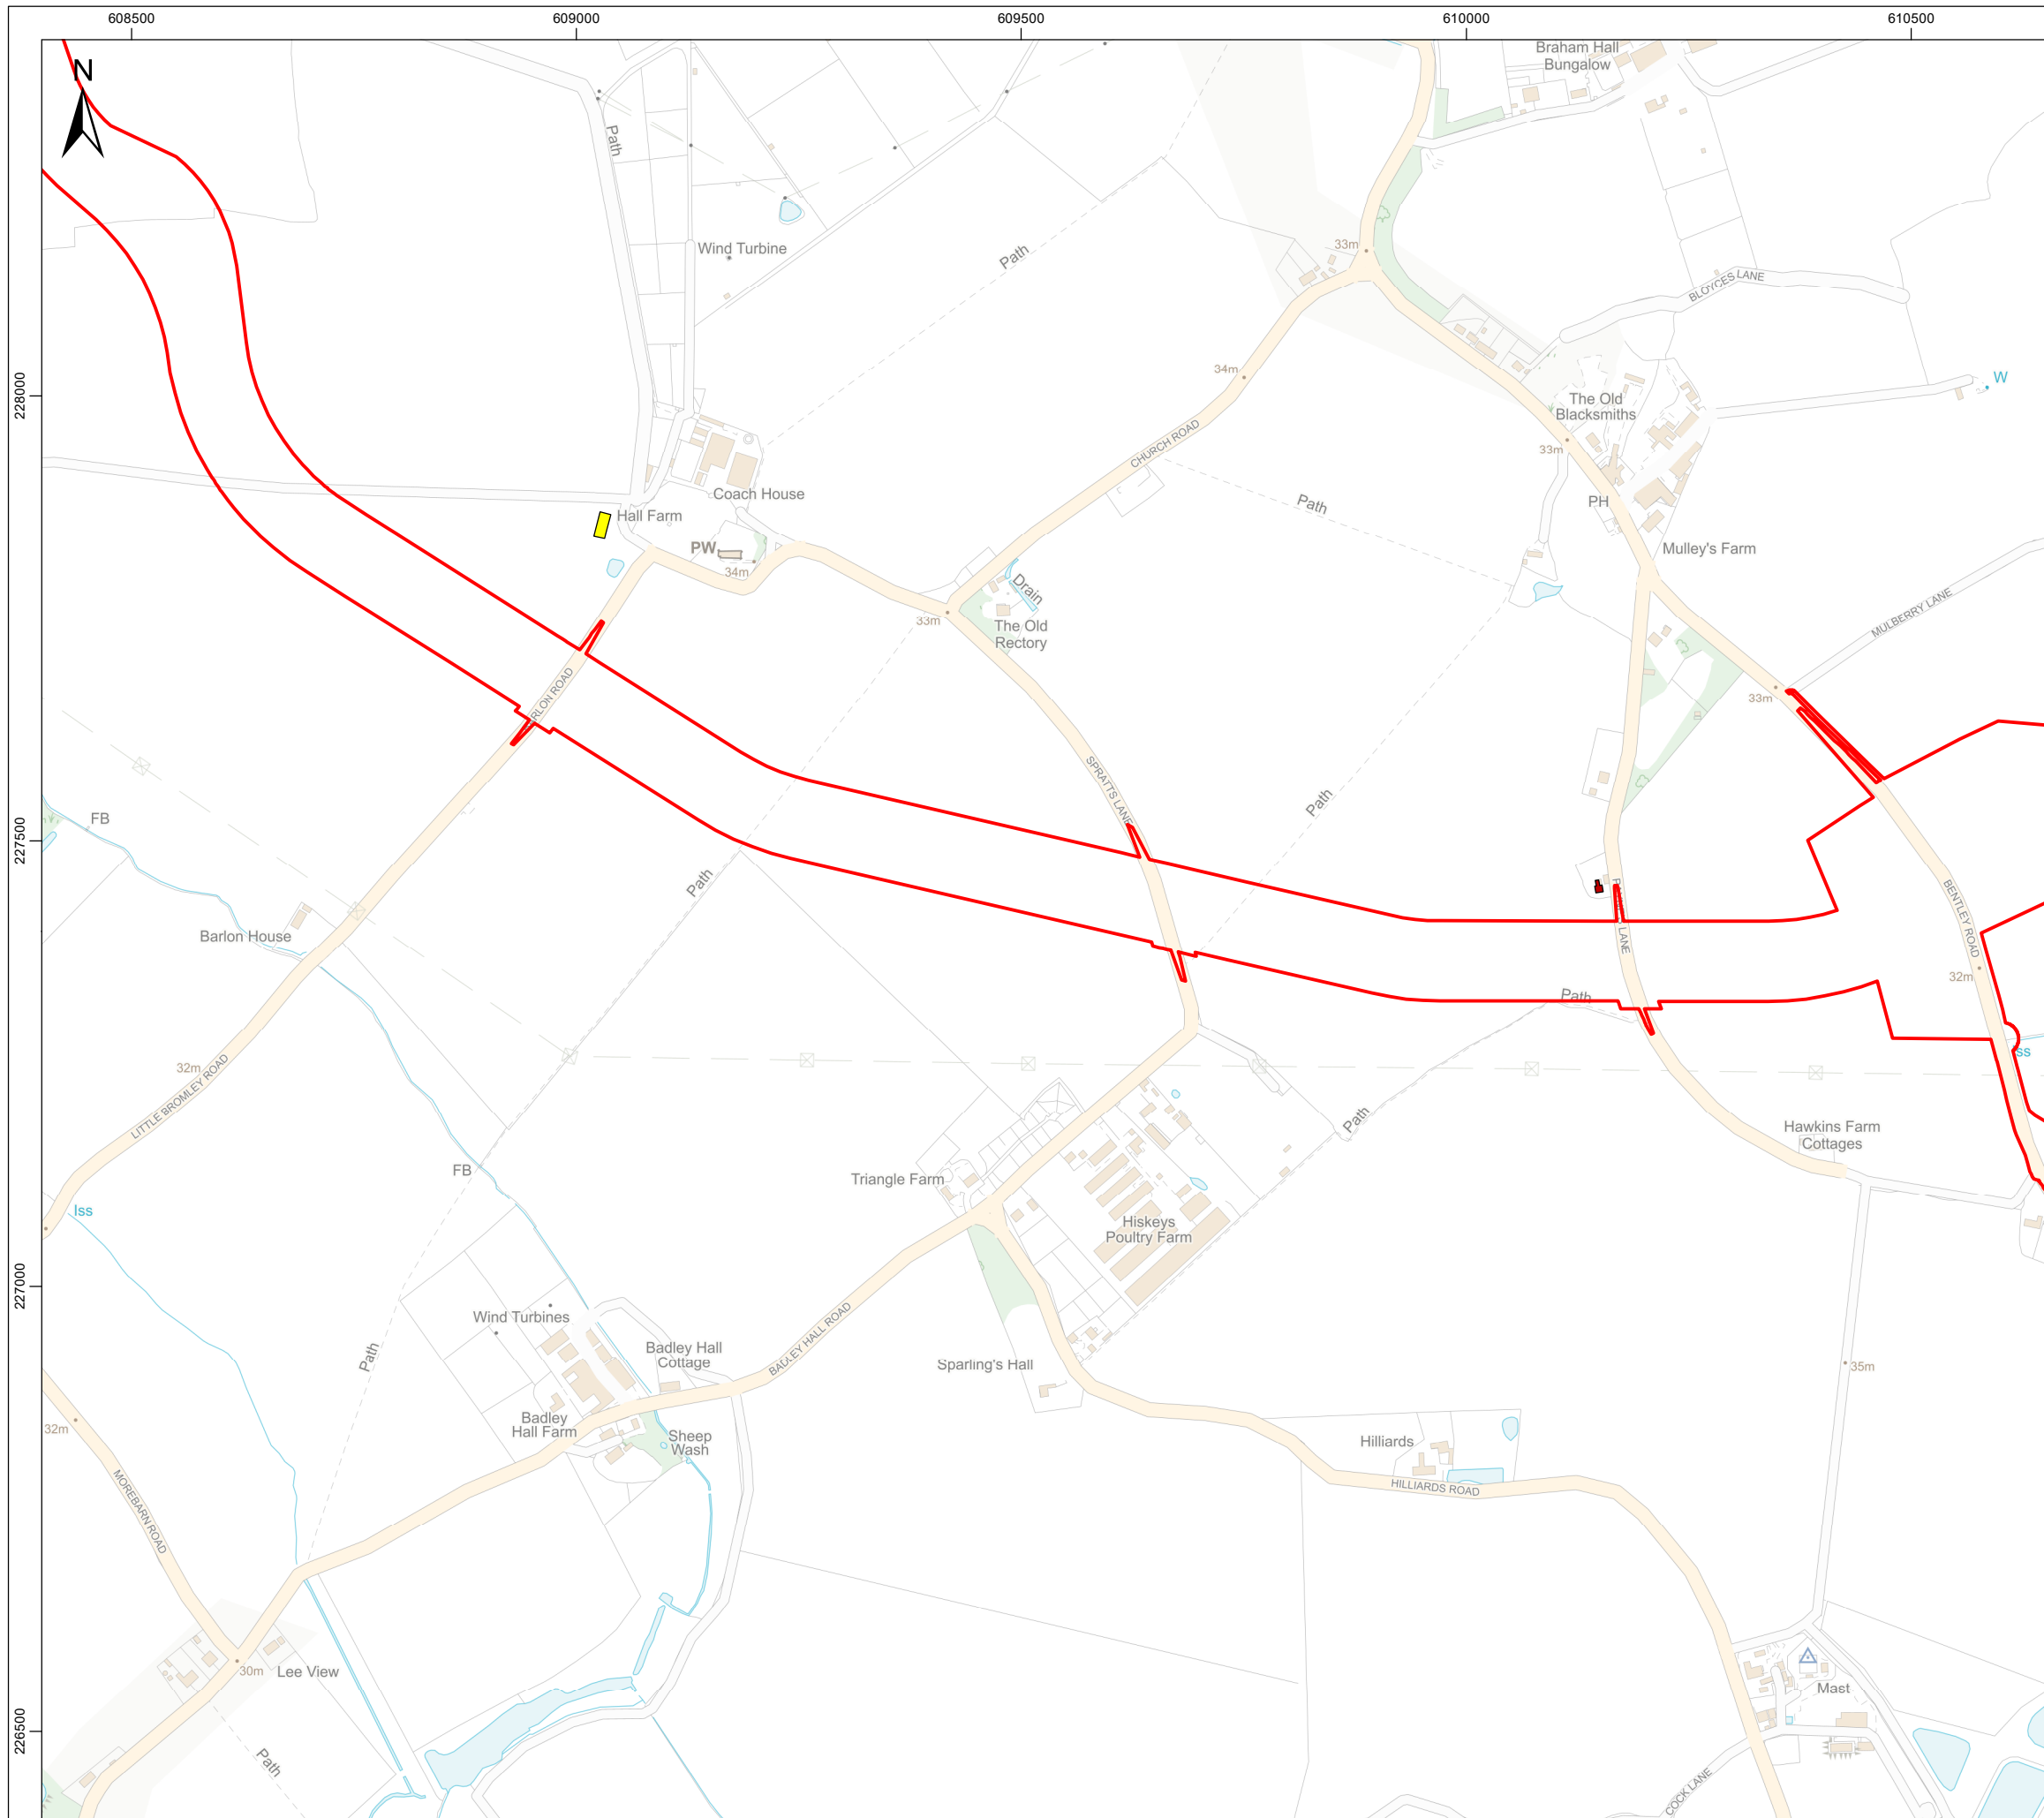 608500
609000
609500
610000
610500
N
Braham Hall
Bungalow
Path
Wind Turbine
Path
33m
BLOYCES LANE
228000
34m
W
The Old
Blacksmiths
CHURCH ROAD
33m
Coach House
Path
PH
Hall Farm
PW
34m
Mulley's Farm
Drain
33m
The Old
Rectory
MULBERRY LANE
RLON ROAD
33m
SPRATTS LANE
Path
227500
FB
Path
BENTLEY ROAD
Barlon House
LANE
32m
Path
Iss
32m
LITTLE BROMLEY ROAD
Path
Hawkins Farm
Cottages
FB
Triangle Farm
Iss
Hiskeys
Poultry Farm
227000
Wind Turbines
Path
Badley Hall
Cottage
BADLEY HALL ROAD
Sparling's Hall
35m
32m
Badley
Hall Farm
Sheep
Wash
Hilliards
HILLIARDS ROAD
MOREBARN ROAD
30m
Lee View
Mast
226500
Path
COCK LANE